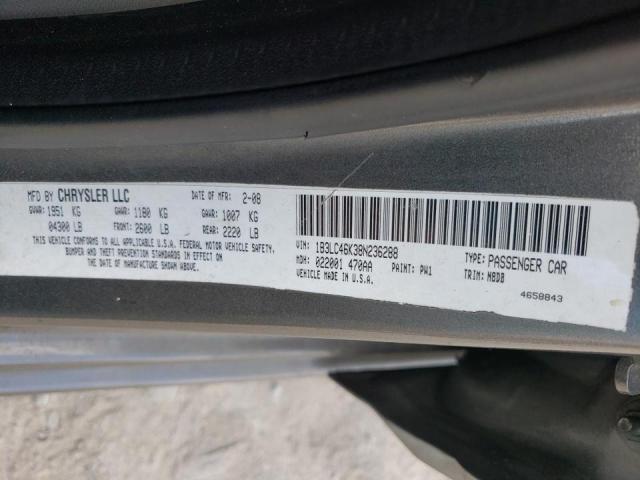 MFD BY CHRYSLER LLC DATE OF MFR: 2-08
GVWR: 1951 KG GAWR: 1180 KG GAWR: 1007 KG
04300 LB FRONT: 2600 LB REAR: 2220 LB
THIS VEHICLE CONFORMS TO ALL U.S.A. FEDERAL MOTOR VEHICLE SAFETY,
BUMPER AND THEFT PREVENTION STANDARDS IN EFFECT ON
THE DATE OF MANUFACTURE SHOWN ABOVE.
VIN: 1B3LC46K38N236288 TYPE: PASSENGER CAR
MDH: 022001 470AA PAINT: PW1 TRIM: N8D8
VEHICLE MADE IN U.S.A.
4658843